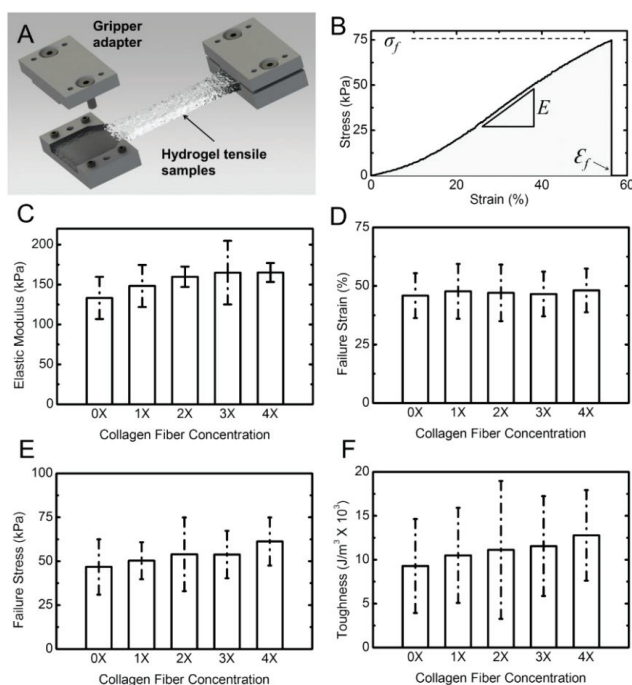 A
Gripper
adapter
Hydrogel tensile
samples
B
Stress (kPa)
75
50
25
0
σf
E
εf
0
20
40
60
Strain (%)
C
Elastic Modulus (kPa)
200
150
100
50
0
0X 1X 2X 3X 4X
Collagen Fiber Concentration
D
Failure Strain (%)
75
50
25
0
0X 1X 2X 3X 4X
Collagen Fiber Concentration
E
Failure Stress (kPa)
100
75
50
25
0
0X 1X 2X 3X 4X
Collagen Fiber Concentration
F
Toughness (J/m³ X 10³)
20
15
10
5
0
0X 1X 2X 3X 4X
Collagen Fiber Concentration